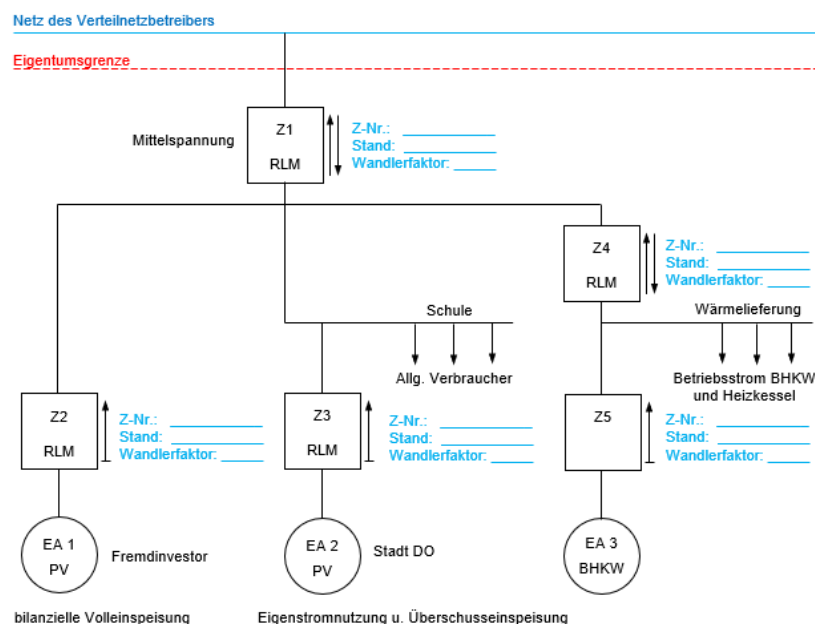 Netz des Verteilnetzbetreibers
Eigentumsgrenze
Mittelspannung
Z1
RLM
Z-Nr.:
Stand:
Wandlerfaktor:
Z4
RLM
Z-Nr.:
Stand:
Wandlerfaktor:
Schule
Wärmelieferung
Allg. Verbraucher
Betriebsstrom BHKW
und Heizkessel
Z2
RLM
Z-Nr.:
Stand:
Wandlerfaktor:
Z3
RLM
Z-Nr.:
Stand:
Wandlerfaktor:
Z5
Z-Nr.:
Stand:
Wandlerfaktor:
EA 1
PV
Fremdinvestor
EA 2
PV
Stadt DO
EA 3
BHKW
bilanzielle Volleinspeisung
Eigenstromnutzung u. Überschusseinspeisung